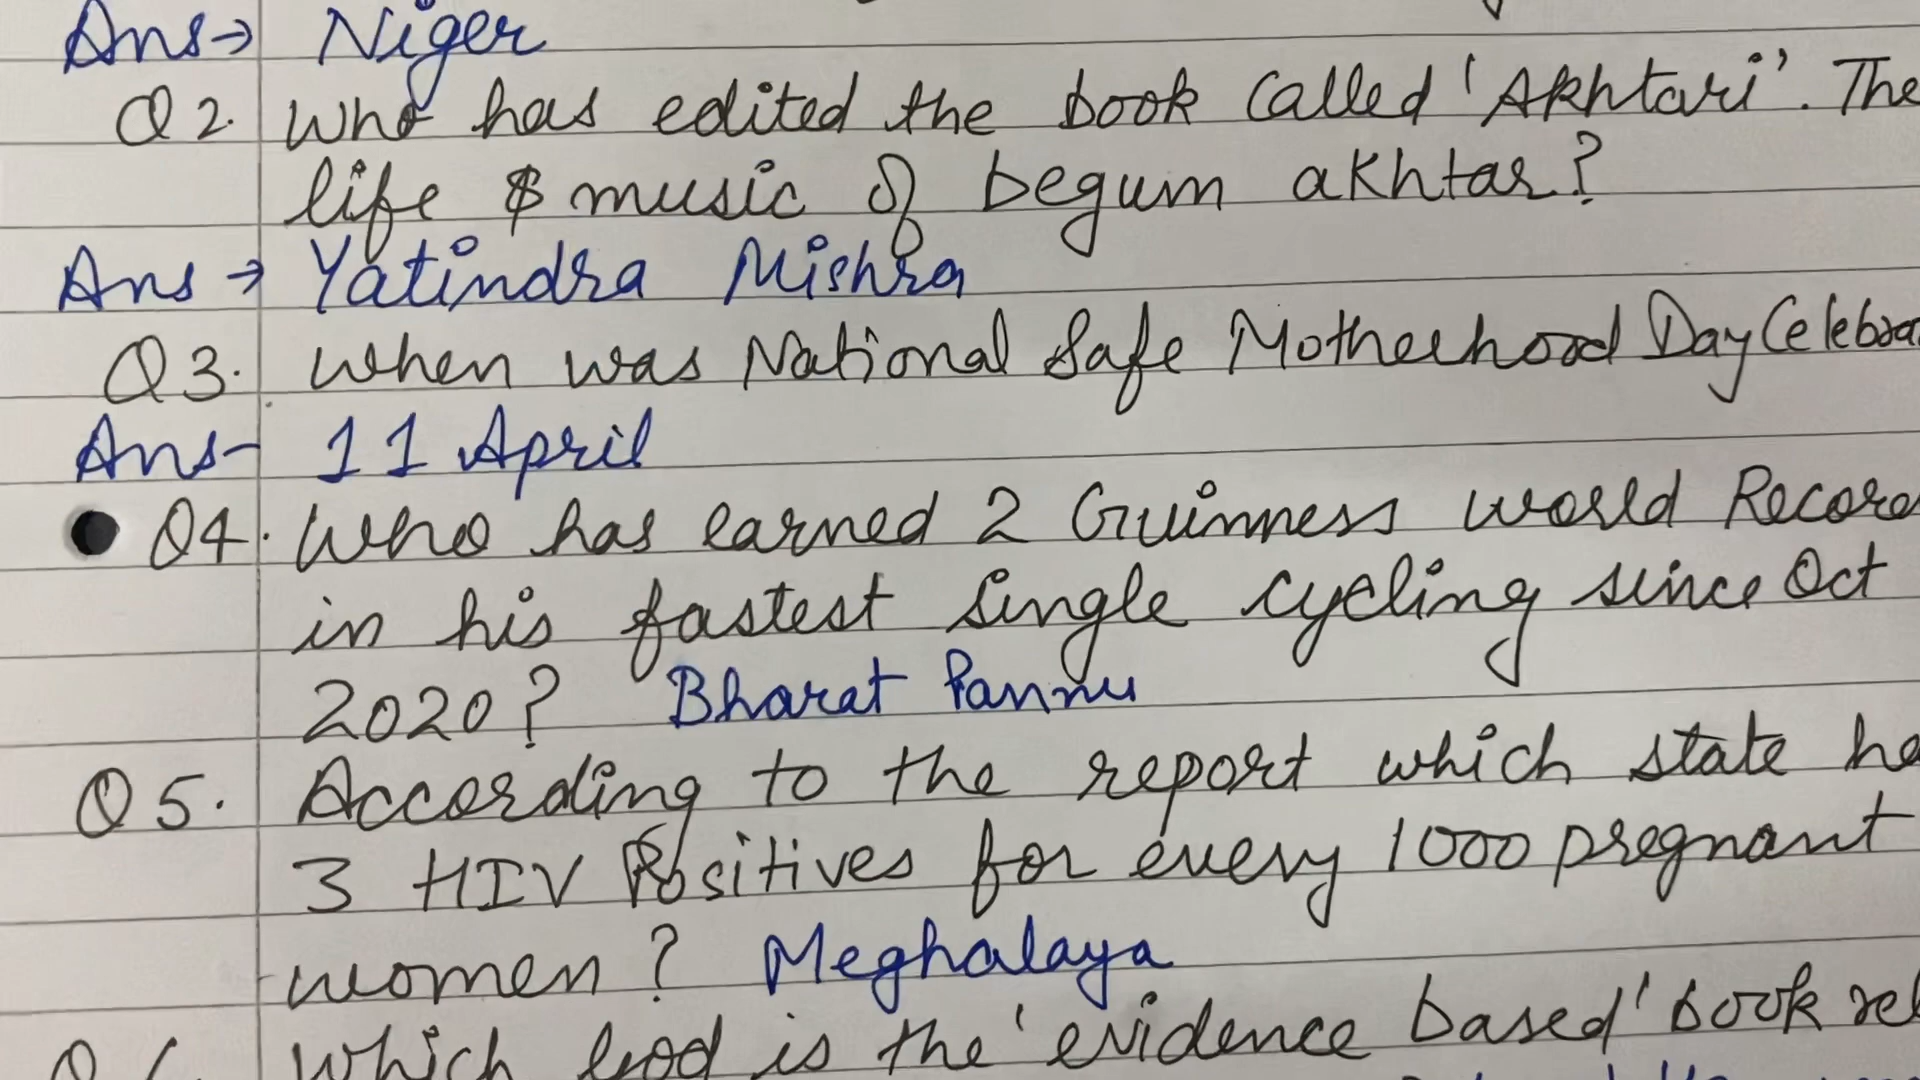 Ans→ Niger
Q2. Who has edited the book called 'Akhtari'. The
life & music of begum akhtar?
Ans → Yatindra Mishra
Q3. When was National Safe Motherhood Day Celebra
Ans- 11 April
Q4. Who has earned 2 Guinness world Recor
in his fastest single cycling since Oct
2020? Bharat Pannu
Q5. According to the report which state ha
3 HIV Positives for every 1000 pregnant
women? Meghalaya
Which God is the 'evidence based' book rel